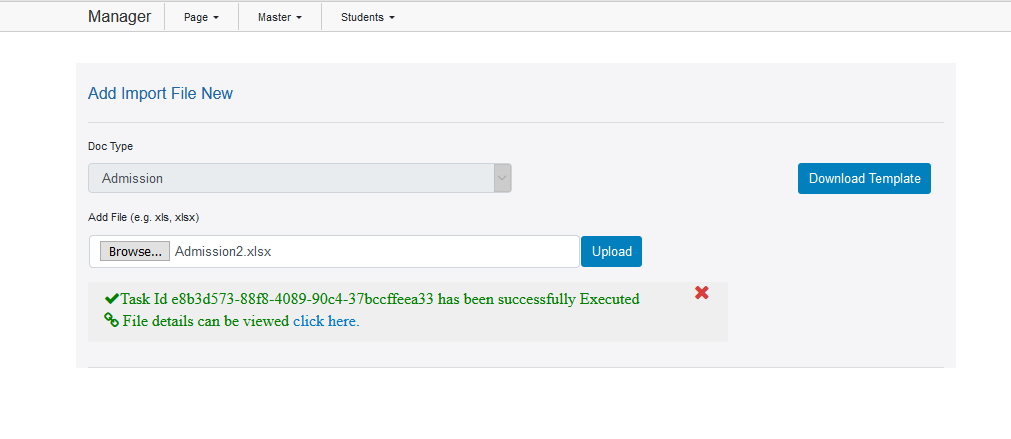 Manager Page Master Students
Add Import File New
Doc Type
Admission
Download Template
Add File (e.g. xls, xlsx)
Browse... Admission2.xlsx Upload
Task Id e8b3d573-88f8-4089-90c4-37bccffeea33 has been successfully Executed
File details can be viewed click here.